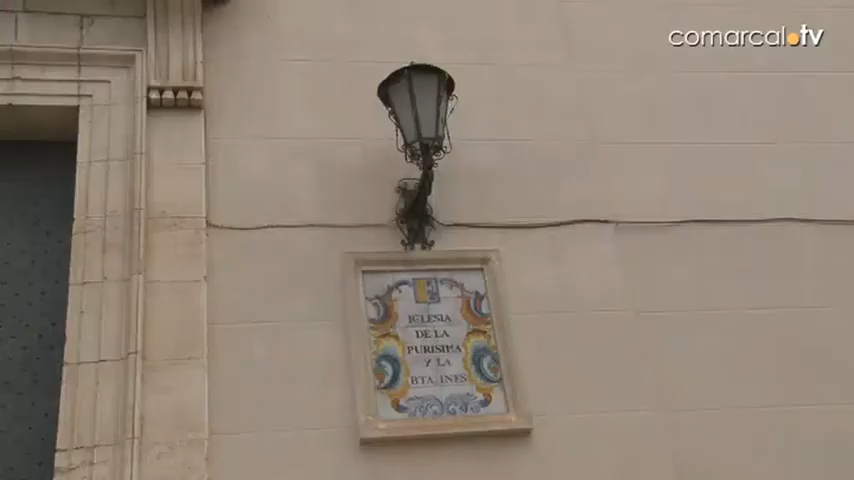 comarcal.tv
IGLESIA
DE LA
PURISIMA
Y LA
BTA. INES